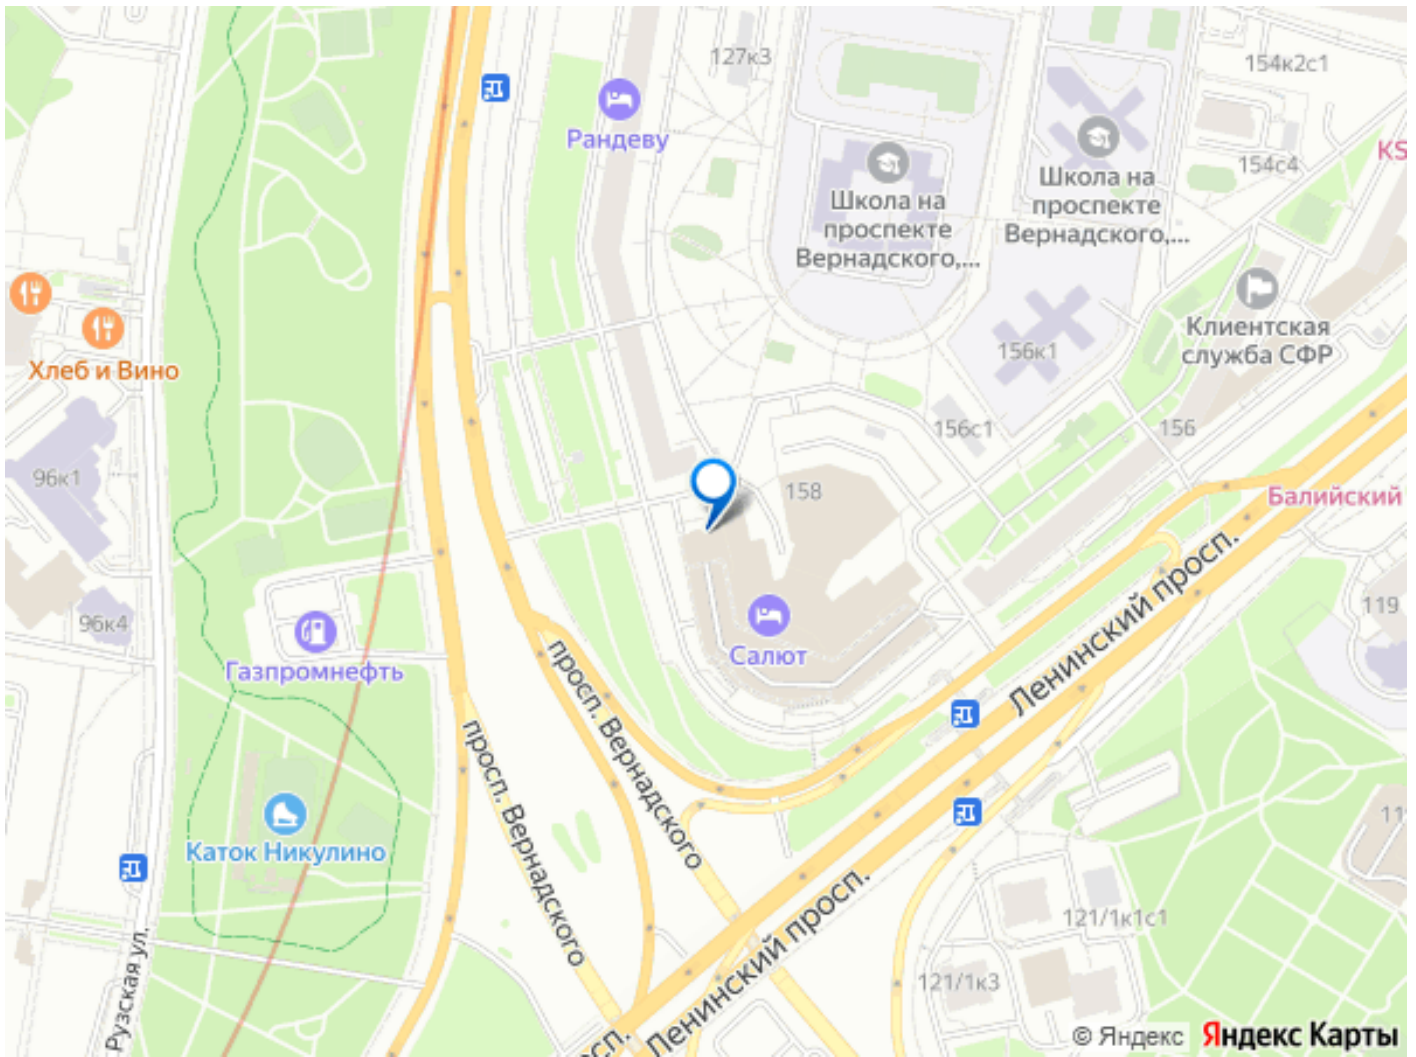 127к3
154к2с1
Рандеву
154с4
KS
Школа на
проспекте
Вернадского,...
Школа на
проспекте
Вернадского,...
Клиентская
служба СФР
Хлеб и Вино
156к1
156с1
156
96к1
158
Балийский
Ленинский просп.
119
96к4
Газпромнефть
Салют
просп. Вернадского
просп. Вернадского
Каток Никулино
Рузская ул.
121/1к1с1
121/1к3
Ленинский просп.
сп.
© Яндекс
Яндекс Карты